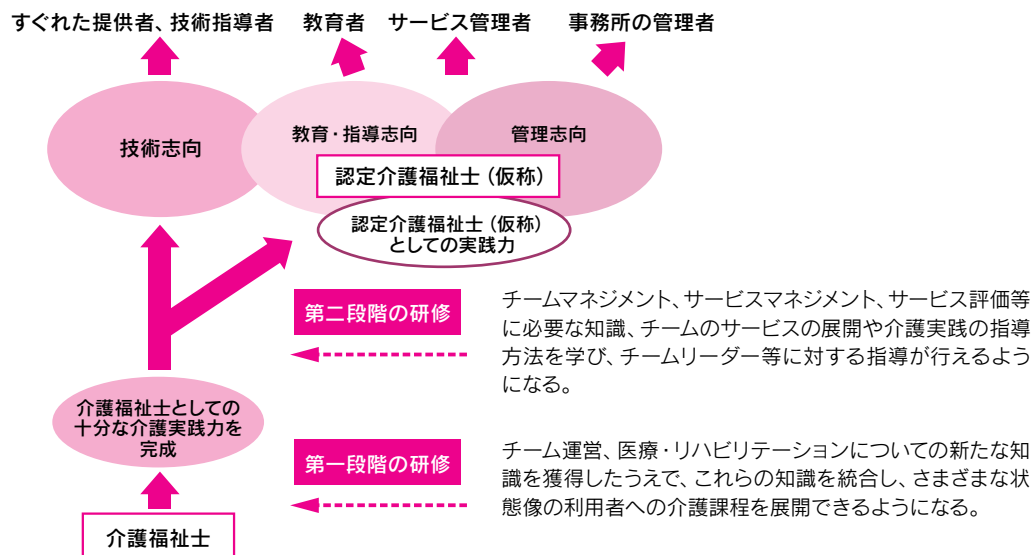 すぐれた提供者、技術指導者
教育者
サービス管理者
事務所の管理者
技術志向
教育・指導志向
管理志向
認定介護福祉士（仮称）
認定介護福祉士（仮称）
としての実践力
第二段階の研修
チームマネジメント、サービスマネジメント、サービス評価等
に必要な知識、チームのサービスの展開や介護実践の指導
方法を学び、チームリーダー等に対する指導が行えるよう
になる。
介護福祉士としての
十分な介護実践力を
完成
第一段階の研修
チーム運営、医療・リハビリテーションについての新たな知
識を獲得したうえで、これらの知識を統合し、さまざまな状
態像の利用者への介護課程を展開できるようになる。
介護福祉士